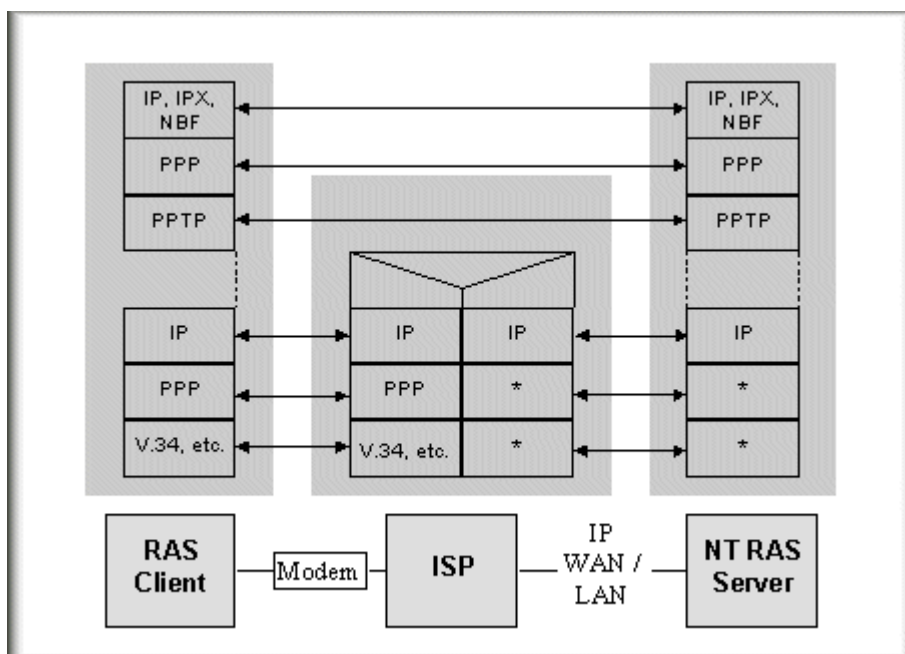 IP, IPX,
NBF
IP, IPX,
NBF
PPP
PPP
PPTP
PPTP
IP
IP
IP
IP
PPP
PPP
*
*
V.34, etc.
V.34, etc.
*
*
RAS
Client
Modem
ISP
IP
WAN /
LAN
NT RAS
Server